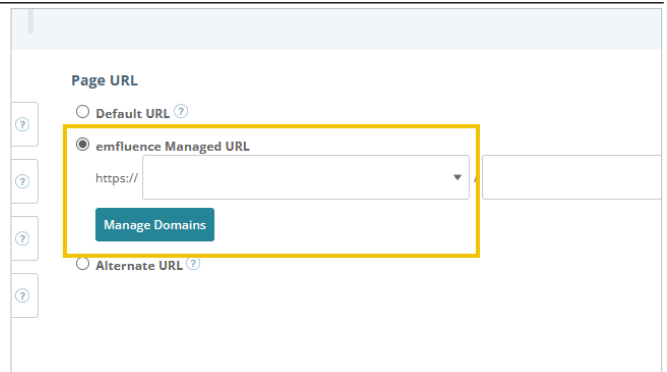 Page URL
Default URL ?
?
emfluence Managed URL
https:// /
?
Manage Domains
?
Alternate URL ?
?